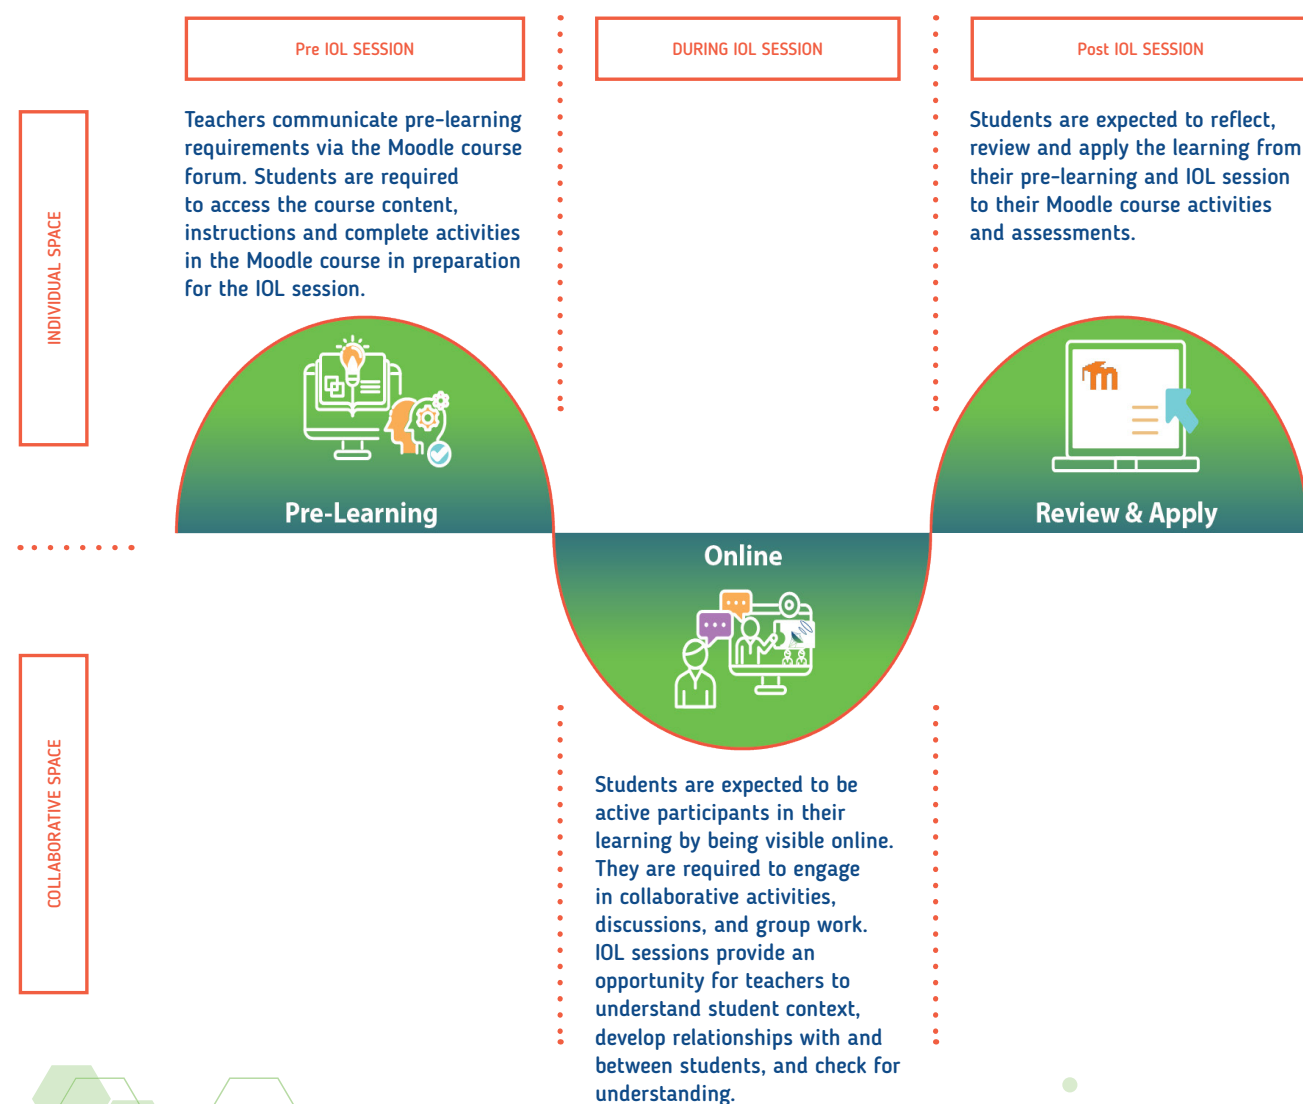 Pre IOL SESSION
DURING IOL SESSION
Post IOL SESSION
INDIVIDUAL SPACE
Teachers communicate pre-learning
requirements via the Moodle course
forum. Students are required
to access the course content,
instructions and complete activities
in the Moodle course in preparation
for the IOL session.
Students are expected to reflect,
review and apply the learning from
their pre-learning and IOL session
to their Moodle course activities
and assessments.
Pre-Learning
Review & Apply
Online
COLLABORATIVE SPACE
Students are expected to be
active participants in their
learning by being visible online.
They are required to engage
in collaborative activities,
discussions, and group work.
IOL sessions provide an
opportunity for teachers to
understand student context,
develop relationships with and
between students, and check for
understanding.